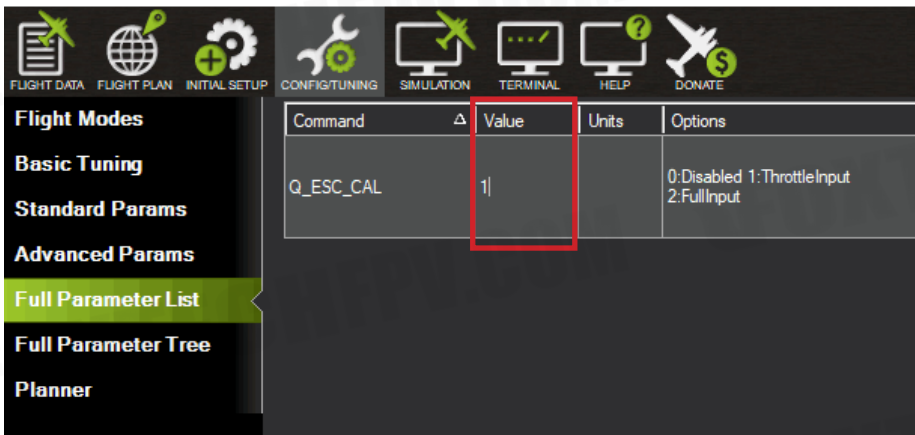 FLIGHT DATA FLIGHT PLAN INITIAL SETUP CONFIG/TUNING SIMULATION TERMINAL HELP DONATE
Flight Modes
Basic Tuning
Standard Params
Advanced Params
Full Parameter List
Full Parameter Tree
Planner
Command Value Units Options
Q_ESC_CAL 1 0:Disabled 1:ThrottleInput
2:FullInput